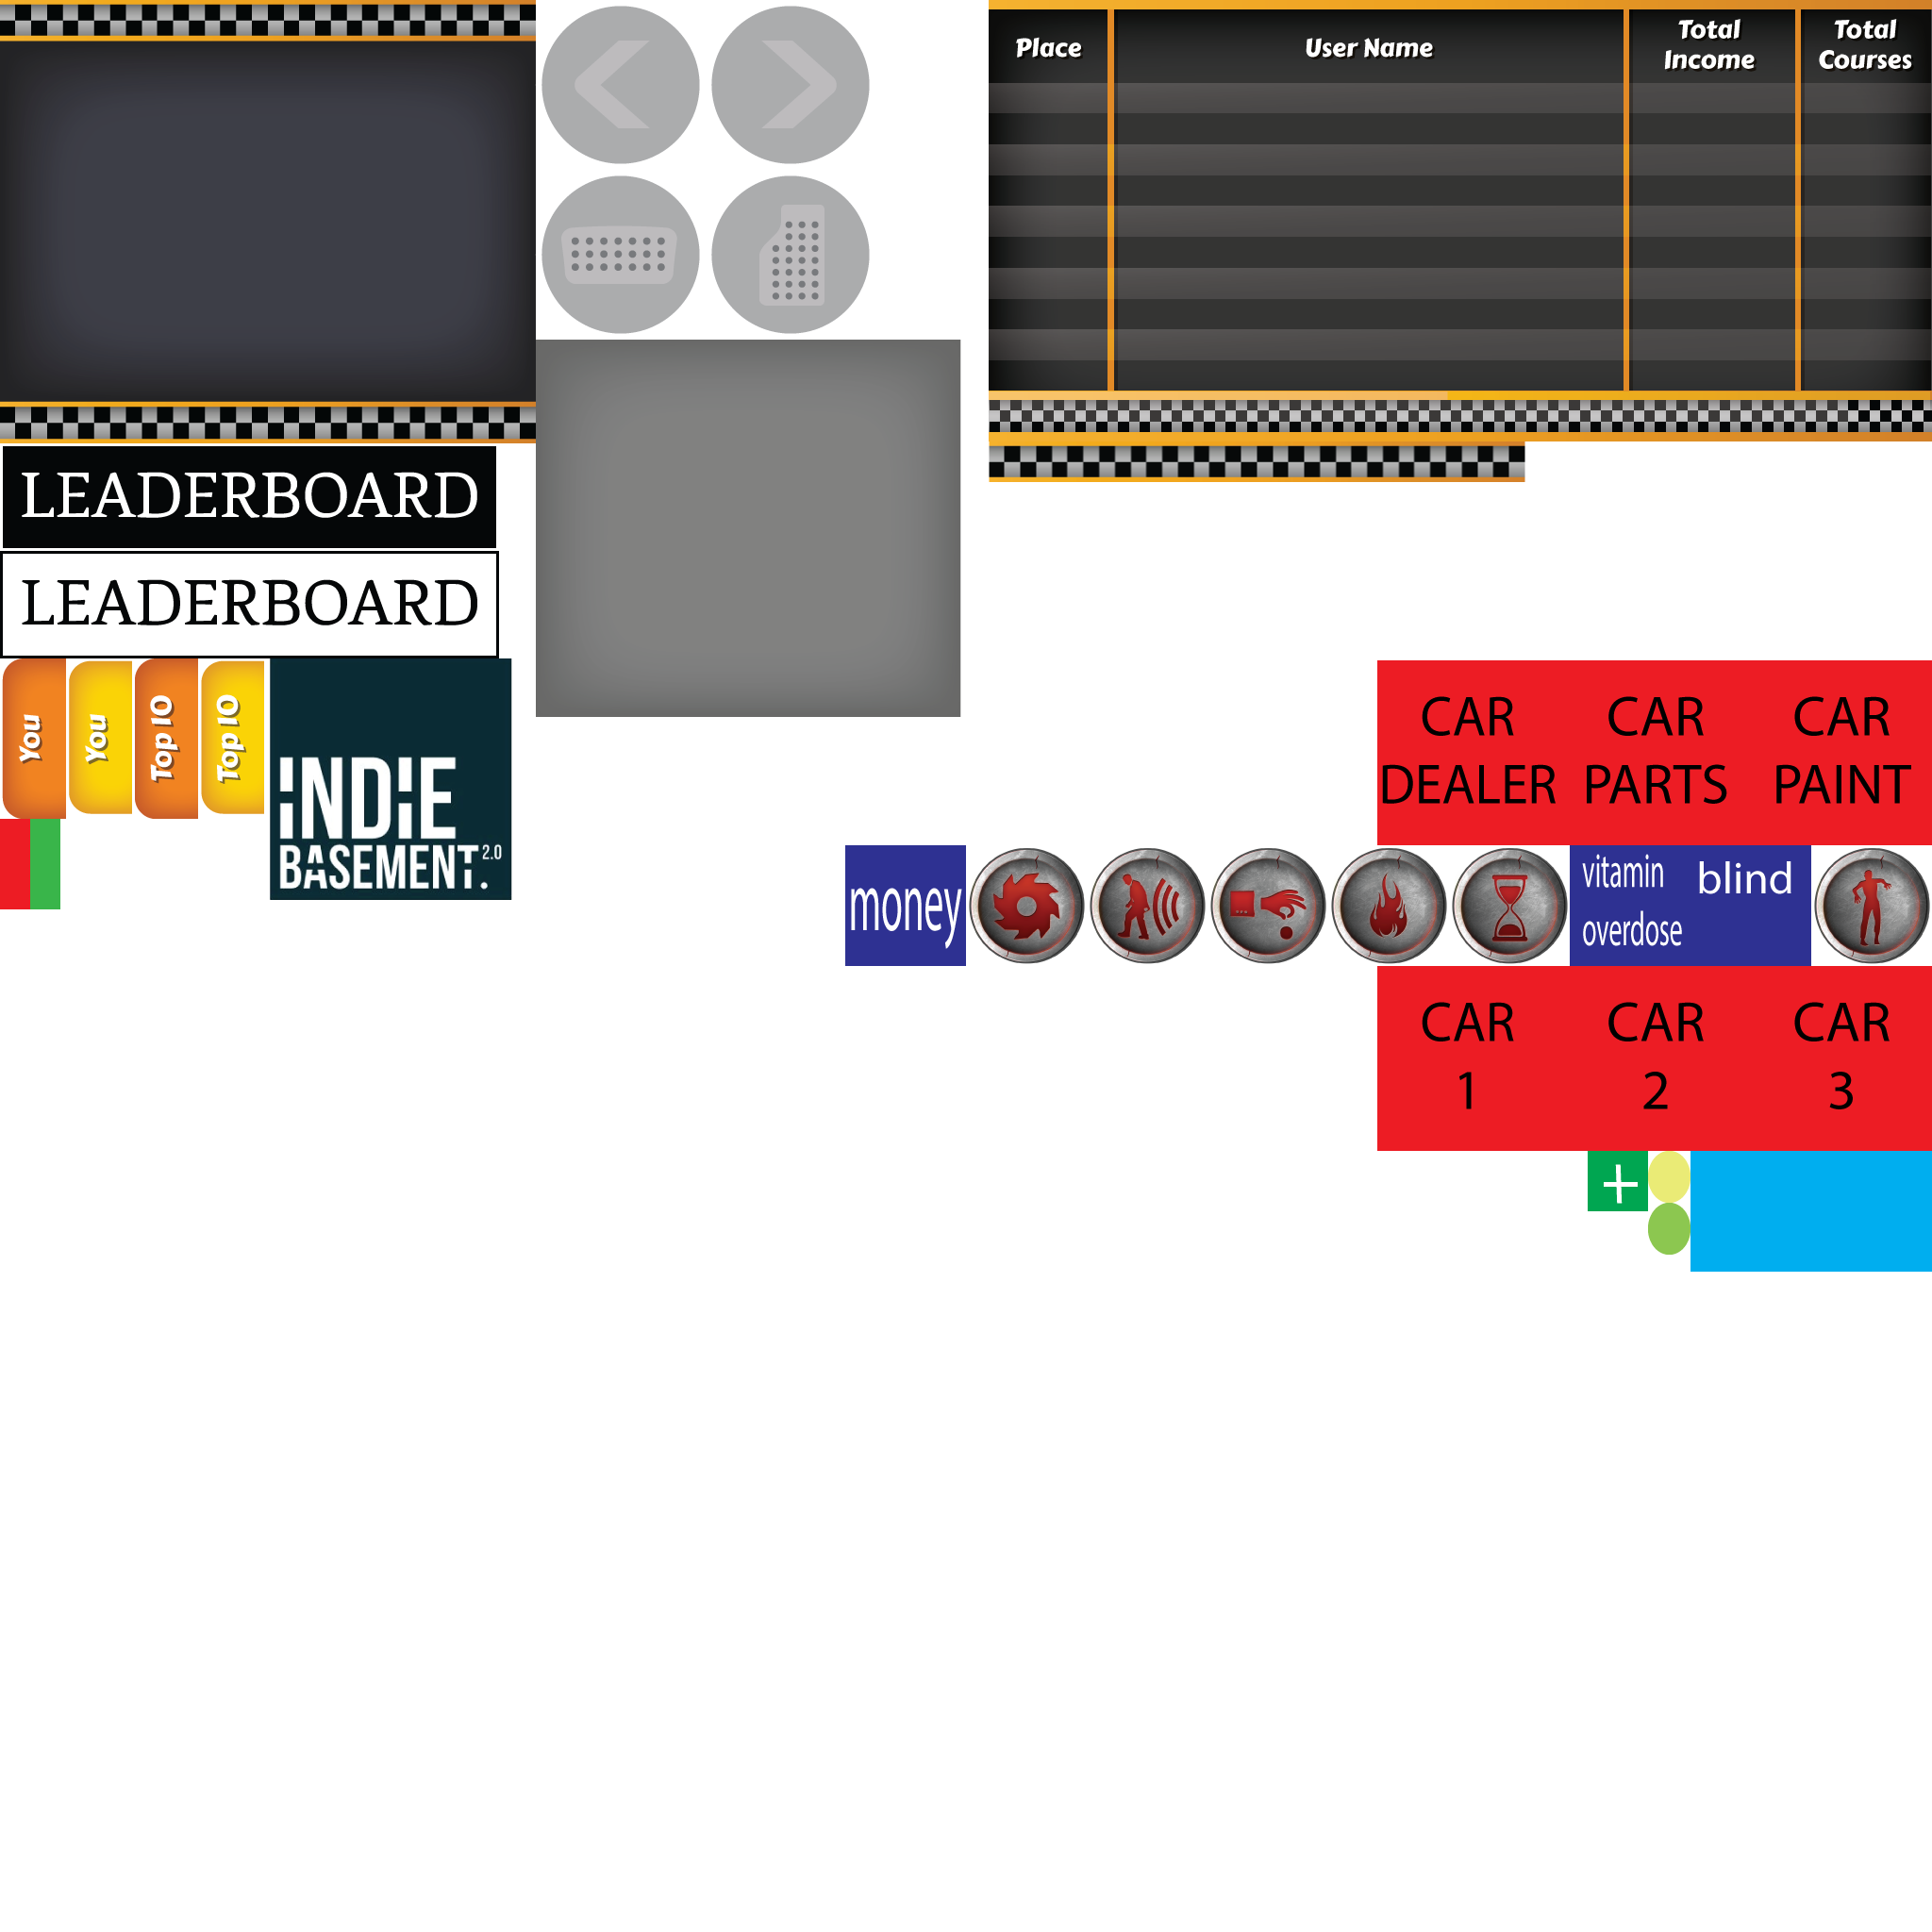 Place
User Name
Total
Income
Total
Courses
LEADERBOARD
LEADERBOARD
You
You
Top 10
Top 10
INDIE
BASEMENT. 2.0
CAR
DEALER
CAR
PARTS
CAR
PAINT
money
vitamin
overdose
blind
CAR
1
CAR
2
CAR
3
+